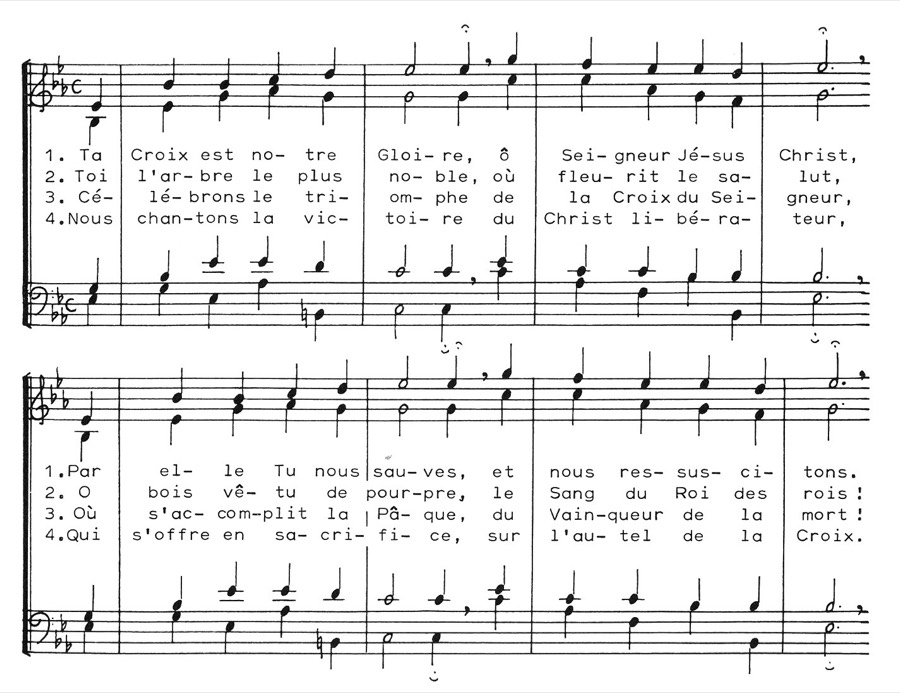 1. Ta Croix est no- tre Gloi- re, ô Sei- gneur Jé-sus Christ,
2. Toi l'ar- bre le plus no- ble, où fleu- rit le sa- lut,
3. Cé- lé-brons le tri- om- phe de la Croix du Sei- gneur,
4. Nous chan-tons la vic- toi- re du Christ li- bé- ra- teur,
1. Par el- le Tu nous sau- ves, et nous res- sus- ci- tons.
2. O bois vê- tu de pour-pre, le Sang du Roi des rois !
3. Où s'ac- com-plit la Pâ- que, du Vain-queur de la mort !
4. Qui s'offre en sa- cri- fi- ce, sur l'au- tel de la Croix.